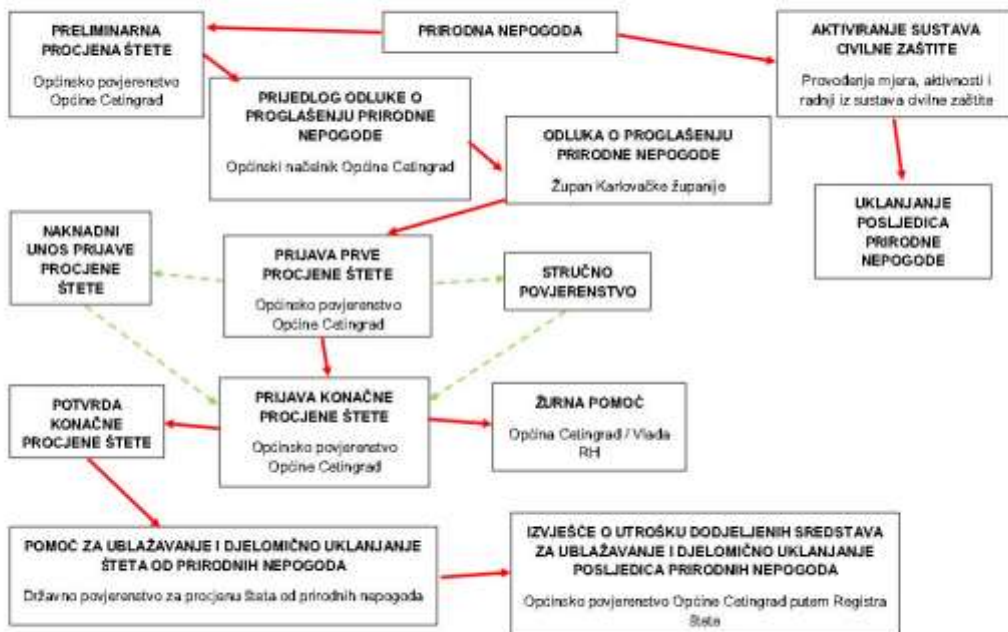 PRELIMINARNA
PROCJENA ŠTETE
Općinsko povjerenstvo
Općine Cetingrad
PRIRODNA NEPOGODA
AKTIVIRANJE SUSTAVA
CIVILNE ZAŠTITE
Provođenje mjera, aktivnosti i
radnji iz sustava civilne zaštite
PRIJEDLOG ODLUKE O
PROGLAŠENJU PRIRODNE
NEPOGODE
Općinski načelnik Općine Cetingrad
ODLUKA O PROGLAŠENJU
PRIRODNE NEPOGODE
Župan Karlovačke županije
UKLANJANJE
POSLJEDICA
PRIRODNE
NEPOGODE
NAKNADNI
UNOS PRIJAVE
PROCJENE
ŠTETE
PRIJAVA PRVE
PROCJENE ŠTETE
Općinsko povjerenstvo
Općine Cetingrad
STRUČNO
POVJERENSTVO
POTVRDA
KONAČNE
PROCJENE ŠTETE
PRIJAVA KONAČNE
PROCJENE ŠTETE
Općinsko povjerenstvo
Općine Cetingrad
ŽURNA POMOĆ
Općina Cetingrad / Vlada
RH
POMOĆ ZA UBLAŽAVANJE I DJELOMIČNO UKLANJANJE
ŠTETA OD PRIRODNIH NEPOGODA
Državno povjerenstvo za procjenu šteta od prirodnih nepogoda
IZVJEŠĆE O UTROŠKU DODJELJENIH SREDSTAVA
ZA UBLAŽAVANJE I DJELOMIČNO UKLANJANJE
POSLJEDICA PRIRODNIH NEPOGODA
Općinsko povjerenstvo Općine Cetingrad putem Registra
štete